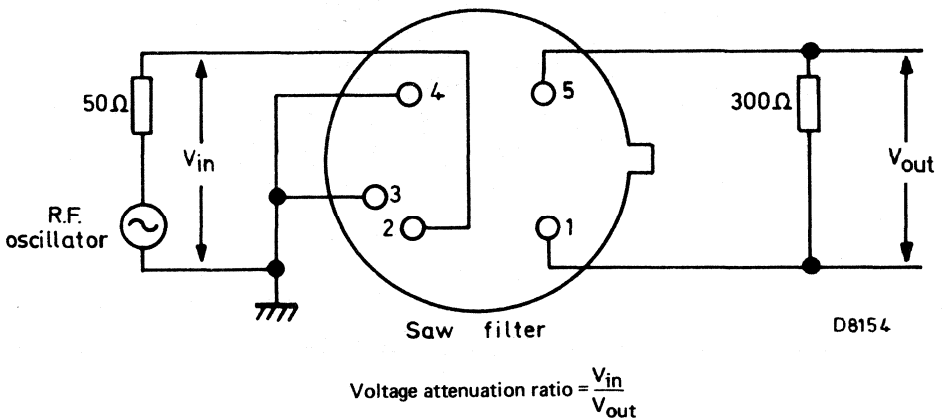 4
5
50Ω
300Ω
V_in
V_out
3
R.F.
oscillator
2
1
Saw filter
D8154
Voltage attenuation ratio = V_in / V_out